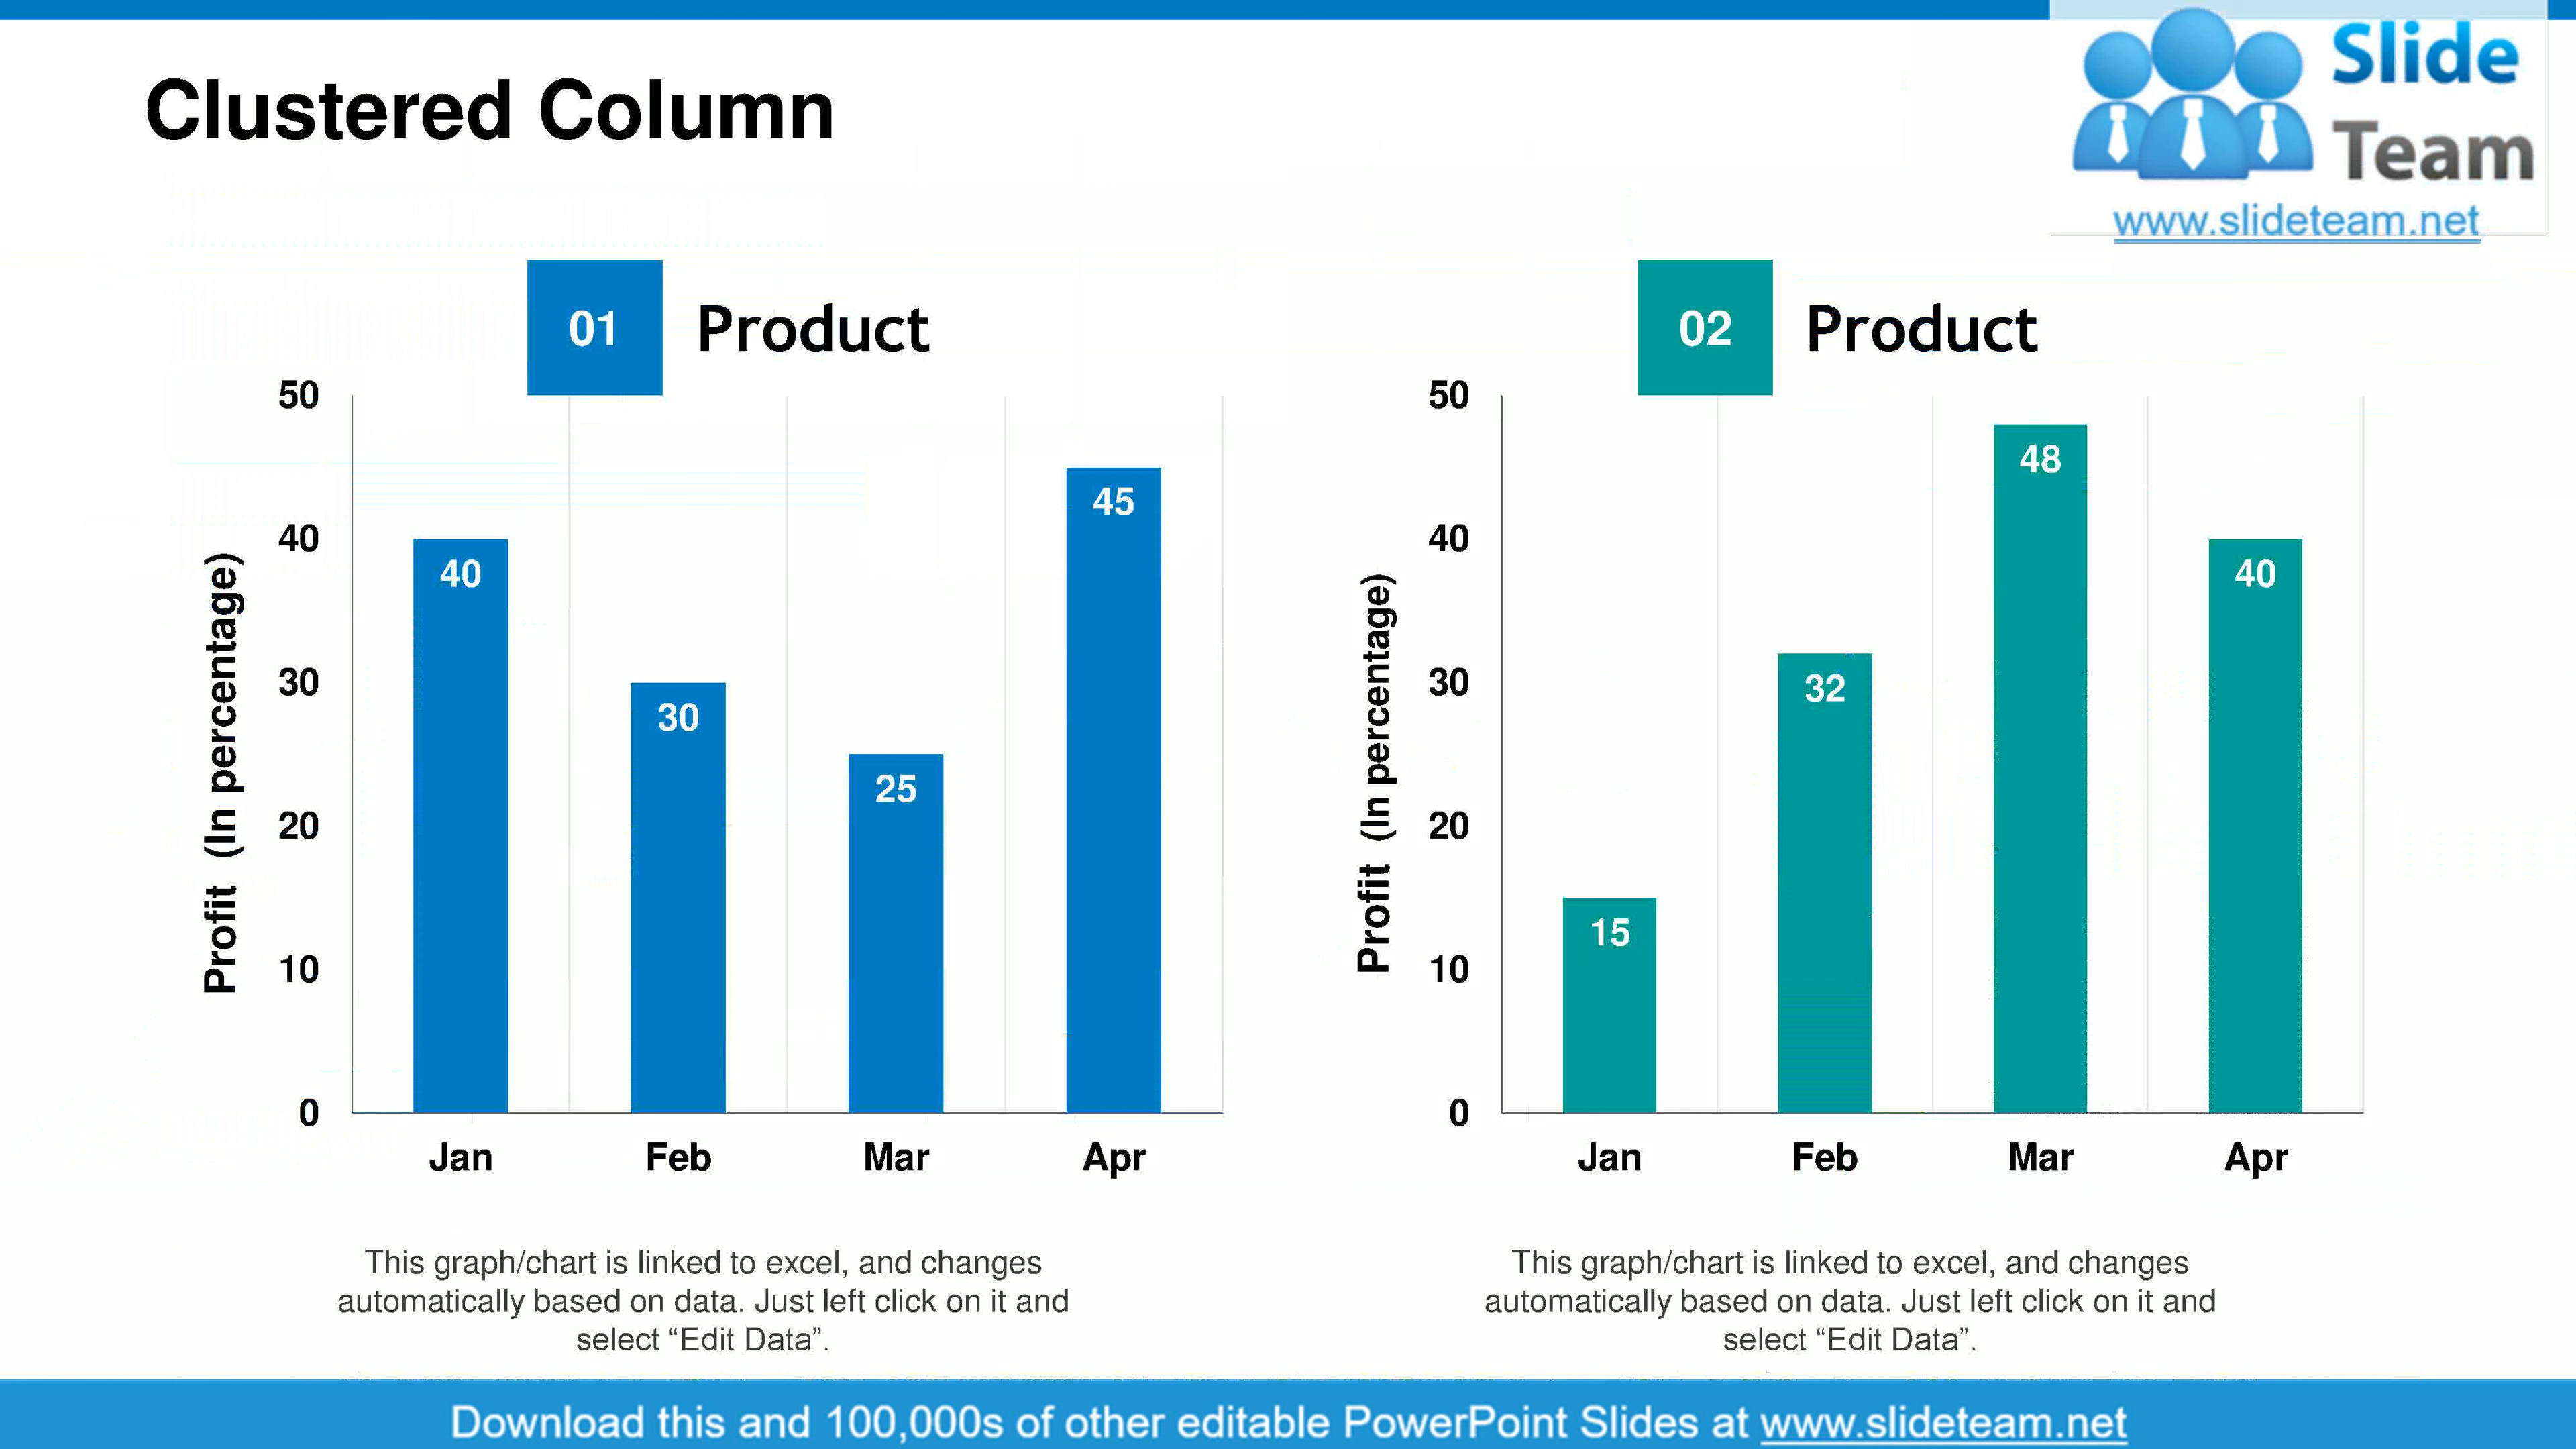 Clustered Column
Slide
Team
www.slideteam.net
01 Product
50
40
30
20
10
0
Profit (In percentage)
40
30
25
45
Jan Feb Mar Apr
This graph/chart is linked to excel, and changes
automatically based on data. Just left click on it and
select “Edit Data”.
02 Product
50
40
30
20
10
0
Profit (In percentage)
15
32
48
40
Jan Feb Mar Apr
This graph/chart is linked to excel, and changes
automatically based on data. Just left click on it and
select “Edit Data”.
Download this and 100,000s of other editable PowerPoint Slides at www.slideteam.net